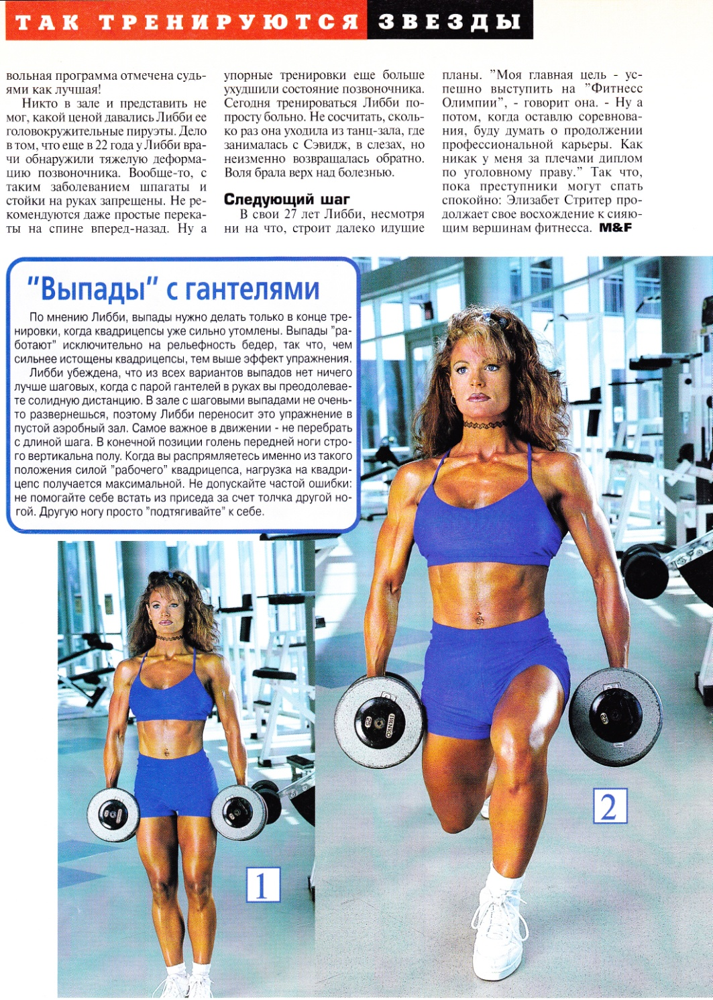 ТАК ТРЕНИРУЮТСЯ ЗВЕЗДЫ
вольная программа отмечена судь-
ями как лучшая!
Никто в зале и представить не
мог, какой ценой давались Либби ее
головокружительные пируэты. Дело
в том, что еще в 22 года у Либби вра-
чи обнаружили тяжелую деформа-
цию позвоночника. Вообще-то, с
таким заболеванием шпагаты и
стойки на руках запрещены. Не ре-
комендуются даже простые перека-
ты на спине вперед-назад. Ну а
упорные тренировки еще больше
ухудшили состояние позвоночника.
Сегодня тренироваться Либби по-
просту больно. Не сосчитать, сколь-
ко раз она уходила из танц-зала, где
занималась с Сэвидж, в слезах, но
неизменно возвращалась обратно.
Воля брала верх над болезнью.
Следующий шаг
В свои 27 лет Либби, несмотря
ни на что, строит далеко идущие
планы. "Моя главная цель - ус-
пешно выступить на "Фитнесс
Олимпии", - говорит она. - Ну а
потом, когда оставлю соревнова-
ния, буду думать о продолжении
профессиональной карьеры. Как
никак у меня за плечами диплом
по уголовному праву." Так что,
пока преступники могут спать
спокойно: Элизабет Стритер про-
должает свое восхождение к сияю-
щим вершинам фитнесса. M&F
"Выпады" с гантелями
По мнению Либби, выпады нужно делать только в конце тре-
нировки, когда квадрицепсы уже сильно утомлены. Выпады "ра-
ботают" исключительно на рельефность бедер, так что, чем
сильнее истощены квадрицепсы, тем выше эффект упражнения.
Либби убеждена, что из всех вариантов выпадов нет ничего
лучше шаговых, когда с парой гантелей в руках вы преодолевае-
те солидную дистанцию. В зале с шаговыми выпадами не очень-
то развернешься, поэтому Либби переносит это упражнение в
пустой аэробный зал. Самое важное в движении - не перебрать
с длиной шага. В конечной позиции голень передней ноги стро-
го вертикальна полу. Когда вы распрямляетесь именно из такого
положения силой "рабочего" квадрицепса, нагрузка на квадри-
цепс получается максимальной. Не допускайте частой ошибки:
не помогайте себе встать из приседа за счет толчка другой но-
гой. Другую ногу просто "подтягивайте" к себе.
IVANKO
25
25
2
1